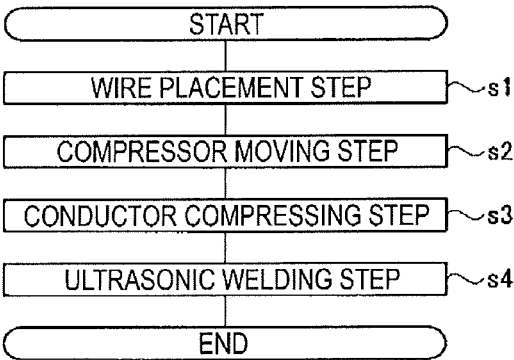 START
WIRE PLACEMENT STEP s1
COMPRESSOR MOVING STEP s2
CONDUCTOR COMPRESSING STEP s3
ULTRASONIC WELDING STEP s4
END